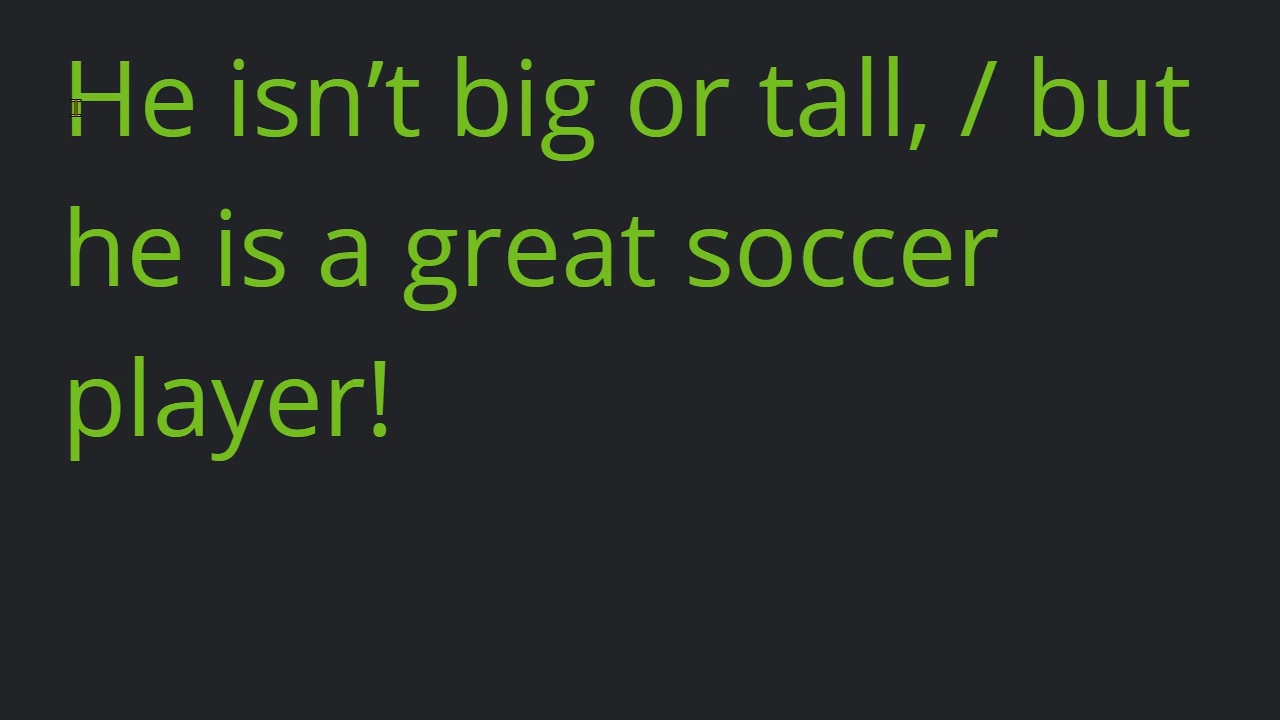 He isn’t big or tall, / but
he is a great soccer
player!